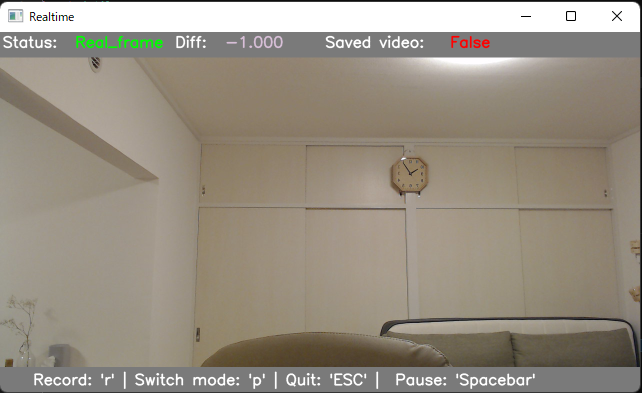 Realtime
Status: Real_frame Diff: -1.000 Saved video: False
Record: 'r' | Switch mode: 'p' | Quit: 'ESC' | Pause: 'Spacebar'